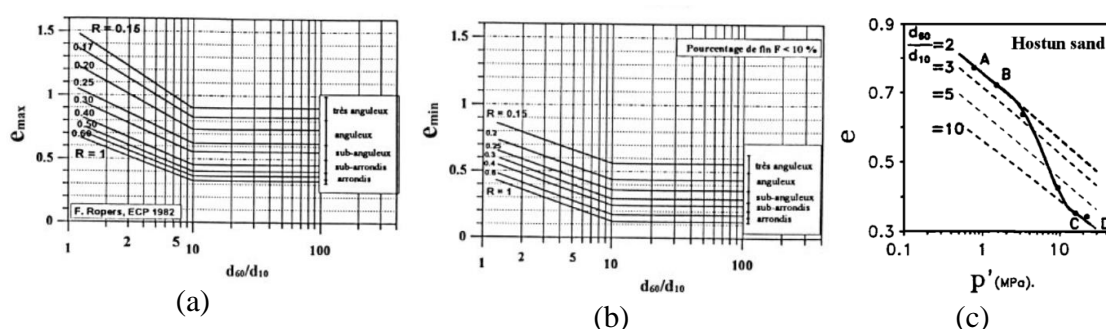 1.5
1
0.5
0
e_max
R = 0.15
0.17
0.20
0.25
0.30
0.40
0.50
0.60
R = 1
très anguleux
anguleux
sub-anguleux
sub-arrondis
arrondis
F. Ropers, ECP 1982
1 2 5 10 100
d60/d10
(a)
1.5
1
0.5
0
e_min
Pourcentage de fin F < 10 %
R = 0.15
0.2
0.25
0.3
0.4
R = 1
très anguleux
anguleux
sub-anguleux
sub-arrondis
arrondis
1 2 5 10 100
d60/d10
(b)
0.9
0.7
0.5
0.3
e
d60/d10 =2
=3
=5
=10
A
B
C
D
Hostun sand
0.1 1 10
p' (MPa).
(c)